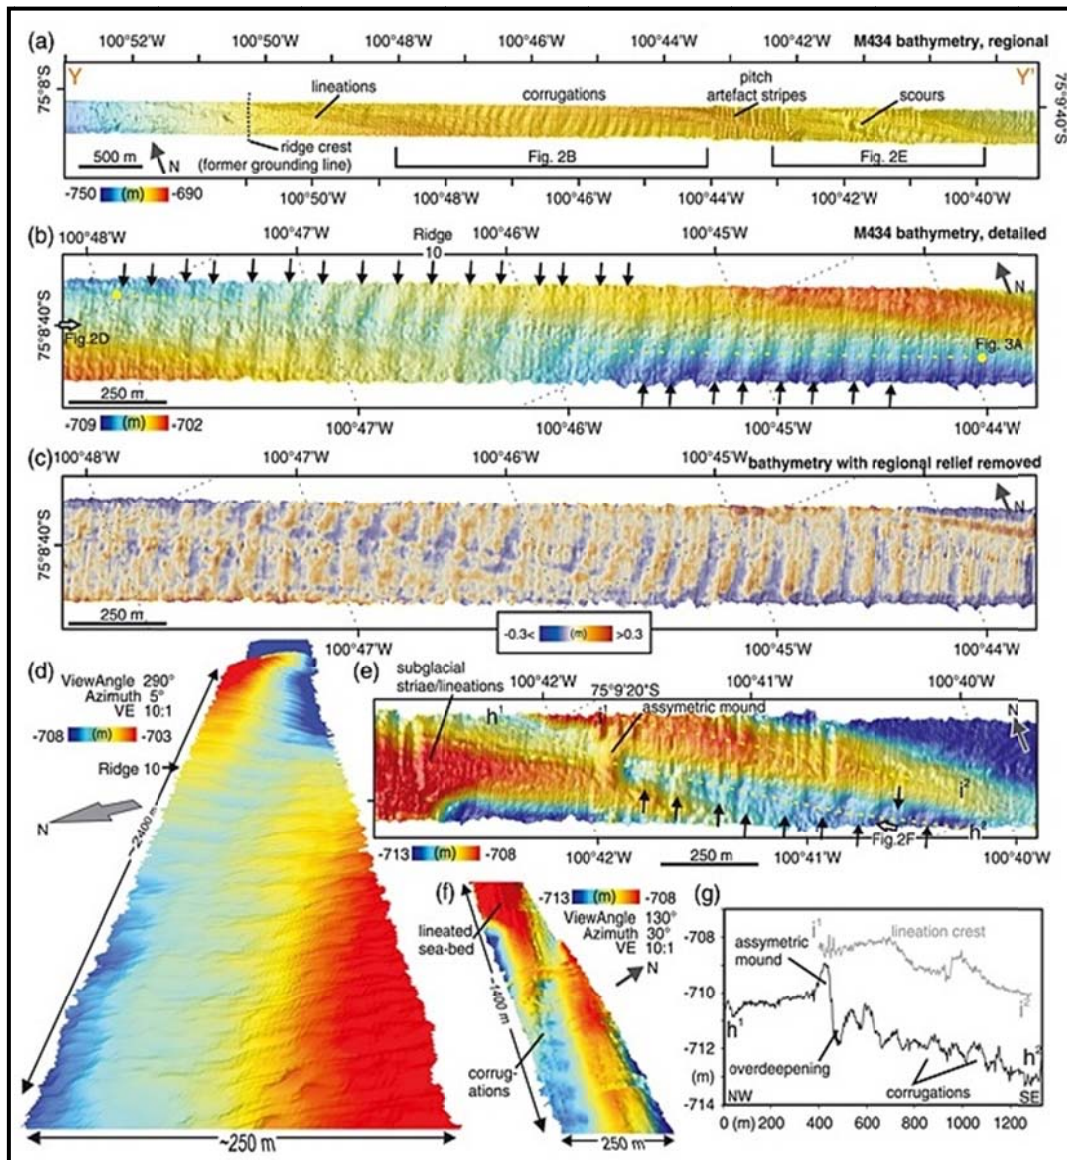 (a) 100°52'W 100°50'W 100°48'W 100°46'W 100°44'W 100°42'W M434 bathymetry, regional
75°8'S
Y
lineations
corrugations
pitch
artefact stripes
scours
Y'
75°9'40"S
500 m
N
ridge crest
(former grounding line)
Fig. 2B
Fig. 2E
-750 (m) -690
100°50'W 100°48'W 100°46'W 100°44'W 100°42'W 100°40'W
(b) 100°48'W 100°47'W Ridge 100°46'W 100°45'W M434 bathymetry, detailed
10
N
75°8'40"S
Fig.2D
Fig. 3A
250 m
-709 (m) -702
100°47'W 100°46'W 100°45'W 100°44'W
(c) 100°48'W 100°47'W 100°46'W 100°45'W bathymetry with regional relief removed
N
75°8'40"S
250 m
-0.3< (m) >0.3
100°47'W 100°45'W 100°44'W
(d)
ViewAngle 290°
Azimuth 5°
VE 10:1
-708 (m) -703
Ridge 10
N
~2400 m
~250 m
(e) subglacial
striae/lineations
100°42'W 100°41'W 100°40'W
75°9'20"S
assymetric mound
h¹
i¹
N
i²
h²
Fig.2F
-713 (m) -708
100°42'W 100°41'W 100°40'W
250 m
(f)
-713 (m) -708
ViewAngle 130°
Azimuth 30°
VE 10:1
N
lineated
sea-bed
~1400 m
corrug-
ations
250 m
(g)
-708
-710
-712
(m)
-714
i¹
lineation crest
assymetric
mound
i²
h¹
h²
overdeepening
corrugations
NW
SE
0 (m) 200 400 600 800 1000 1200